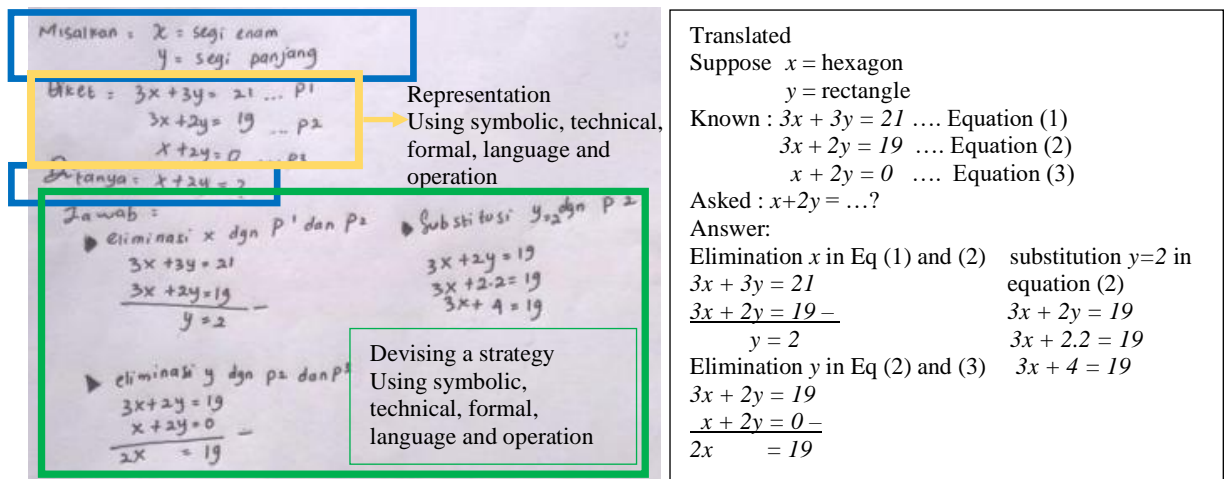 Misalkan : x = segi enam
y = segi panjang
Diket : 3x + 3y = 21 ... P1
3x + 2y = 19 ... P2
x + 2y = 0 ... P3
Ditanya : x + 2y = ?
Jawab :
▶ eliminasi x dgn P1 dan P2
3x + 3y = 21
3x + 2y = 19 –
y = 2
▶ eliminasi y dgn P2 dan P3
3x + 2y = 19
x + 2y = 0 –
2x = 19
▶ Substitusi y=2 dgn P2
3x + 2y = 19
3x + 2.2 = 19
3x + 4 = 19
Representation
Using symbolic, technical,
formal, language and
operation
Devising a strategy
Using symbolic,
technical, formal,
language and operation
Translated
Suppose x = hexagon
y = rectangle
Known : 3x + 3y = 21 …. Equation (1)
3x + 2y = 19 …. Equation (2)
x + 2y = 0 …. Equation (3)
Asked : x+2y = …?
Answer:
Elimination x in Eq (1) and (2)
3x + 3y = 21
3x + 2y = 19 –
y = 2
Elimination y in Eq (2) and (3)
3x + 2y = 19
x + 2y = 0 –
2x = 19
substitution y=2 in
equation (2)
3x + 2y = 19
3x + 2.2 = 19
3x + 4 = 19